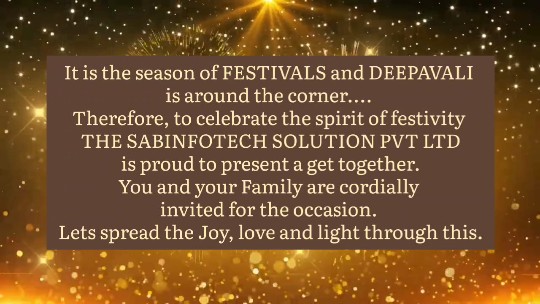 It is the season of FESTIVALS and DEEPAVALI
is around the corner....
Therefore, to celebrate the spirit of festivity
THE SABINFOTECH SOLUTION PVT LTD
is proud to present a get together.
You and your Family are cordially
invited for the occasion.
Lets spread the Joy, love and light through this.